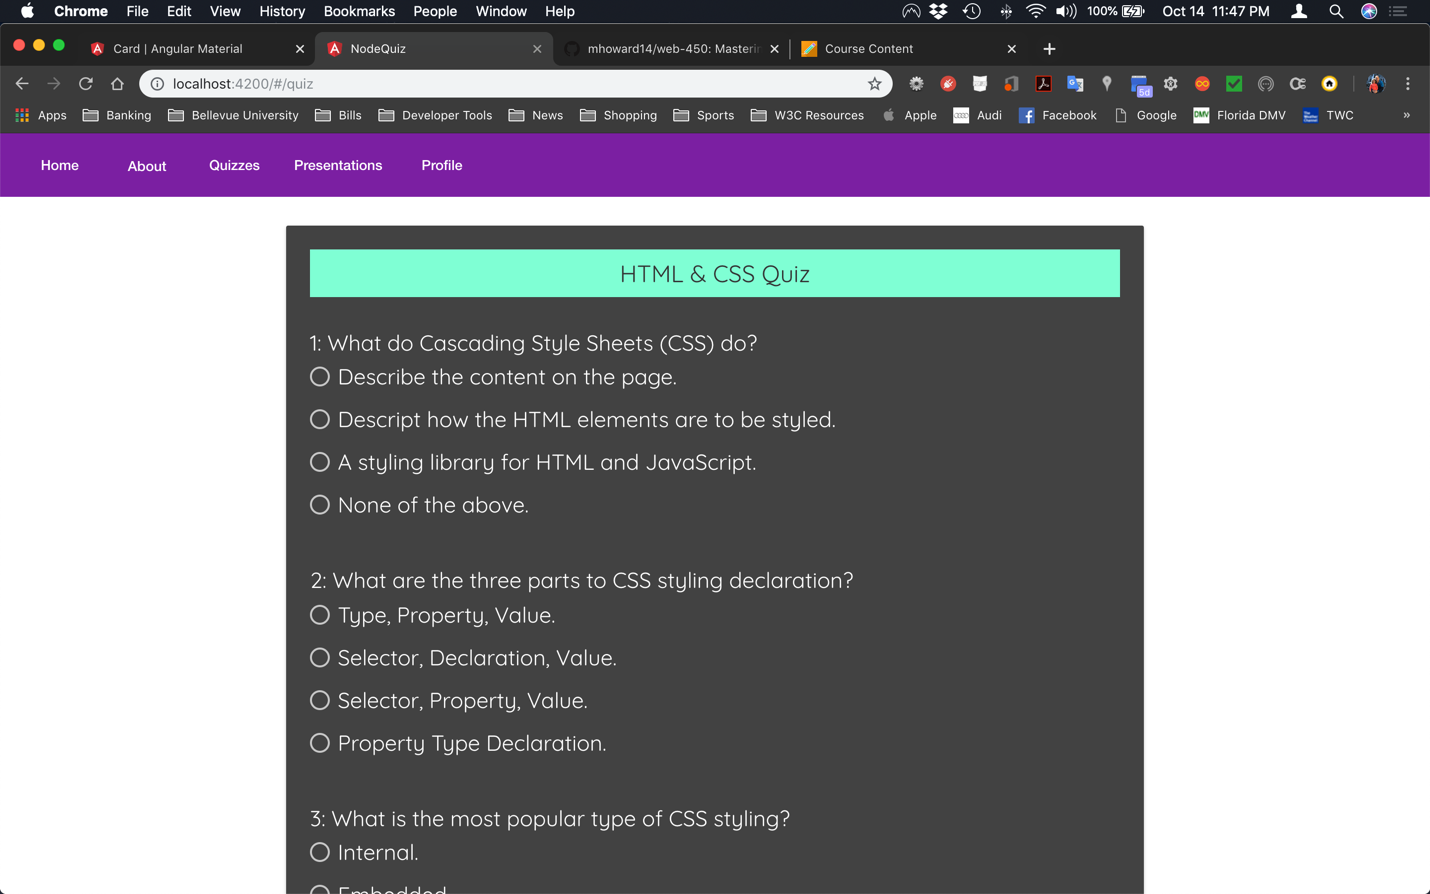 Chrome File Edit View History Bookmarks People Window Help 100% Oct 14 11:47 PM
Card | Angular Material NodeQuiz mhoward14/web-450: Masterin Course Content
localhost:4200/#/quiz 5d
Apps Banking Bellevue University Bills Developer Tools News Shopping Sports W3C Resources Apple Audi Facebook Google DMV Florida DMV TWC »
Home About Quizzes Presentations Profile
HTML & CSS Quiz
1: What do Cascading Style Sheets (CSS) do?
Describe the content on the page.
Descript how the HTML elements are to be styled.
A styling library for HTML and JavaScript.
None of the above.
2: What are the three parts to CSS styling declaration?
Type, Property, Value.
Selector, Declaration, Value.
Selector, Property, Value.
Property Type Declaration.
3: What is the most popular type of CSS styling?
Internal.
Embedded